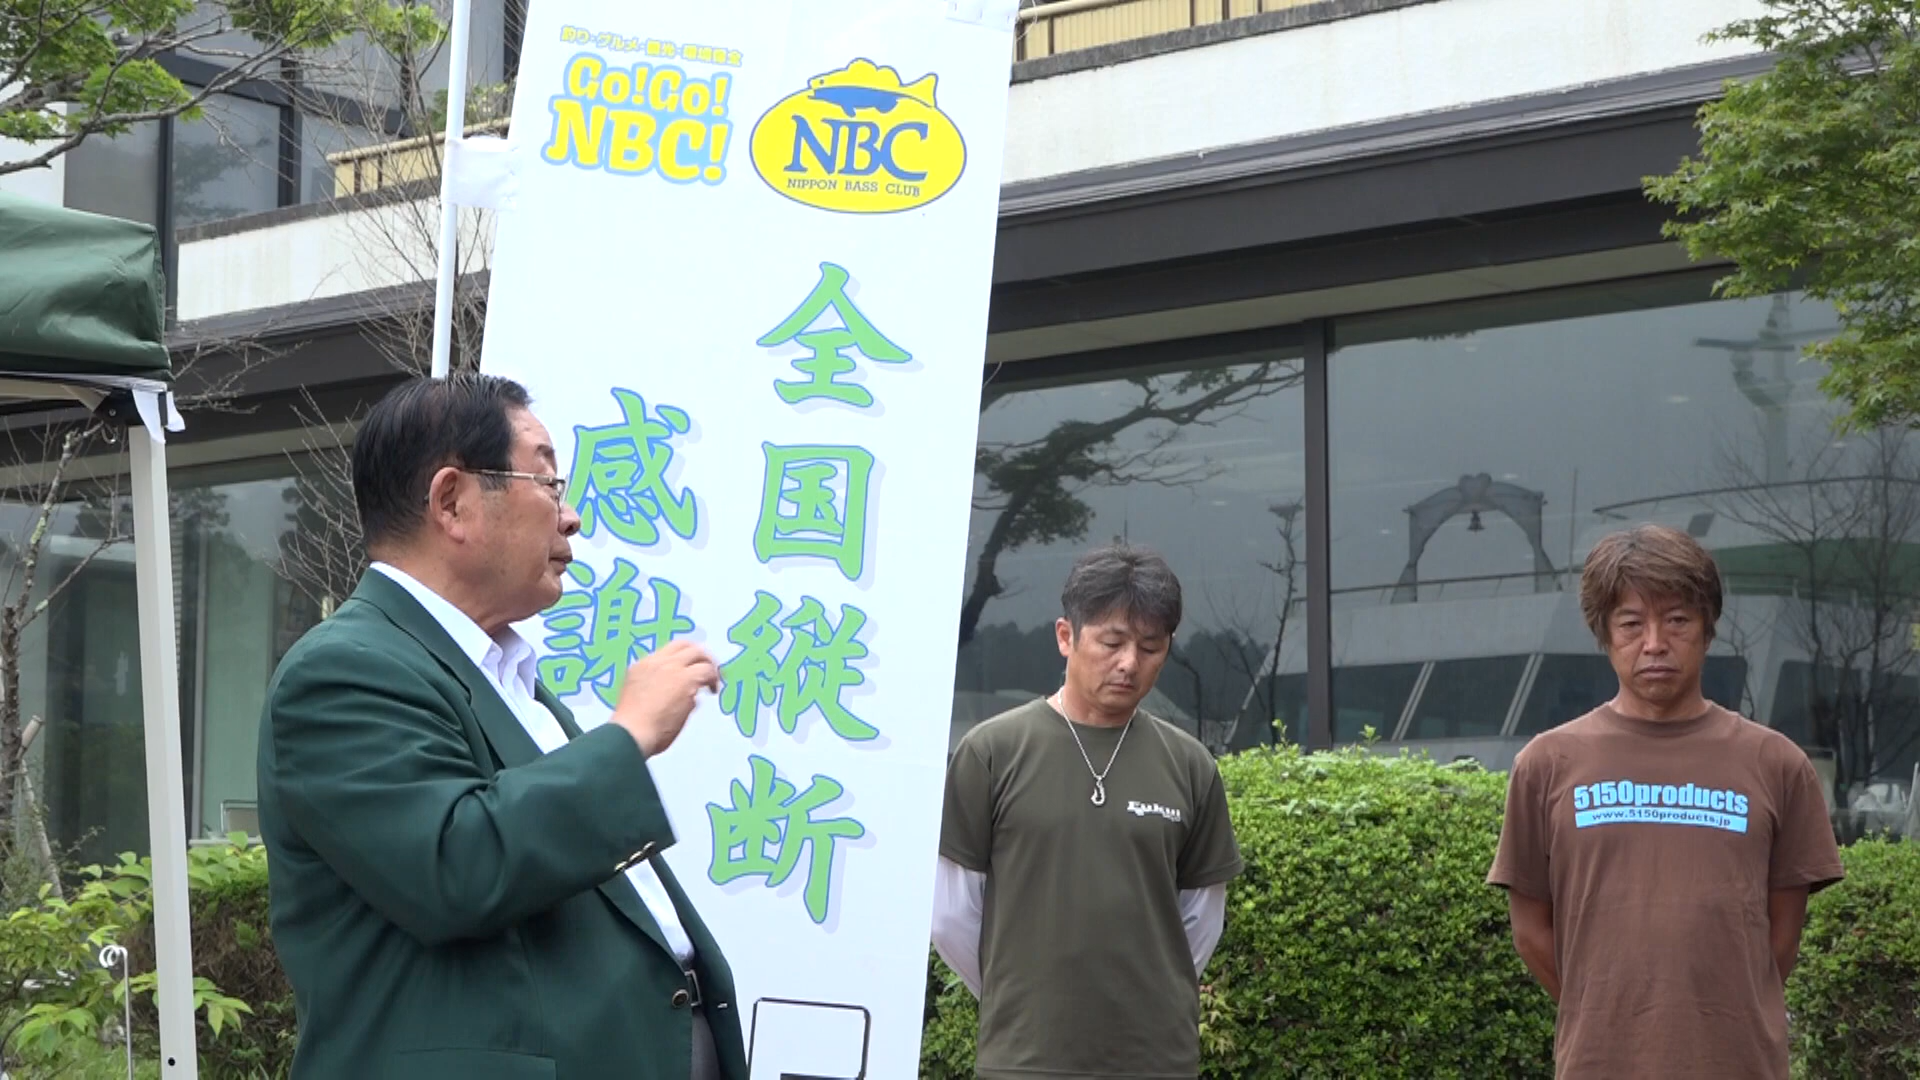 釣り・グルメ・観光・環境保全
Go!Go!
NBC!
NBC
NIPPON BASS CLUB
全国縦断
感謝
Fukui
5150products
www.5150products.jp